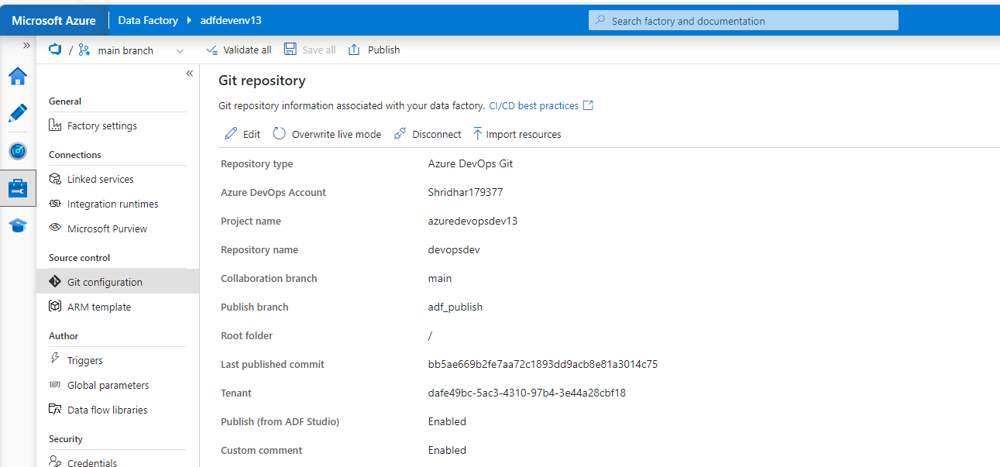 Microsoft Azure Data Factory adfdevenv13 Search factory and documentation
/ main branch Validate all Save all Publish
General
Factory settings
Connections
Linked services
Integration runtimes
Microsoft Purview
Source control
Git configuration
ARM template
Author
Triggers
Global parameters
Data flow libraries
Security
Credentials
Git repository
Git repository information associated with your data factory. CI/CD best practices
Edit Overwrite live mode Disconnect Import resources
Repository type Azure DevOps Git
Azure DevOps Account Shridhar179377
Project name azuredevopsdev13
Repository name devopsdev
Collaboration branch main
Publish branch adf_publish
Root folder /
Last published commit bb5ae669b2fe7aa72c1893dd9acb8e81a3014c75
Tenant dafe49bc-5ac3-4310-97b4-3e44a28cbf18
Publish (from ADF Studio) Enabled
Custom comment Enabled